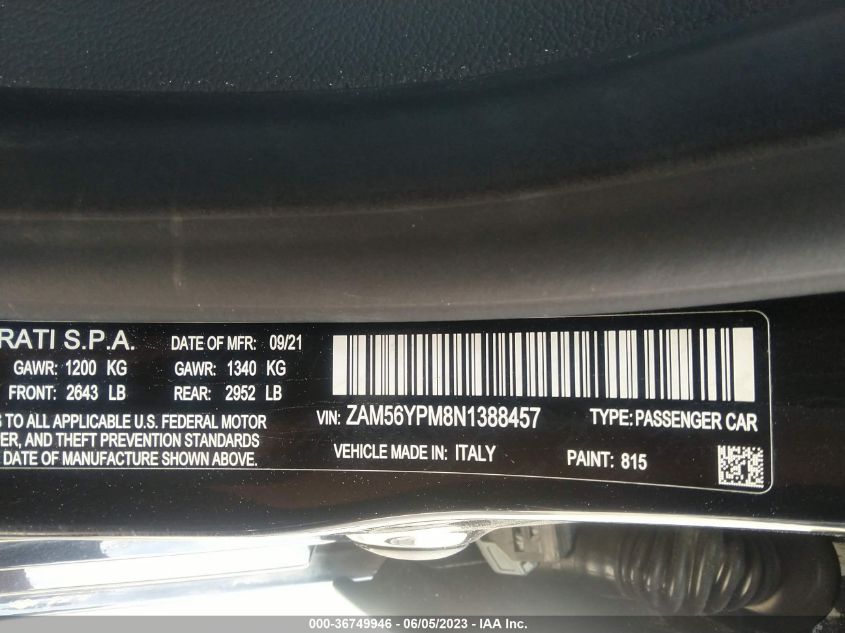 RATI S.P.A. DATE OF MFR: 09/21
GAWR: 1200 KG GAWR: 1340 KG
FRONT: 2643 LB REAR: 2952 LB
TO ALL APPLICABLE U.S. FEDERAL MOTOR
ER, AND THEFT PREVENTION STANDARDS
DATE OF MANUFACTURE SHOWN ABOVE.
VIN: ZAM56YPM8N1388457 TYPE: PASSENGER CAR
VEHICLE MADE IN: ITALY PAINT: 815
000-36749946 - 06/05/2023 - IAA Inc.